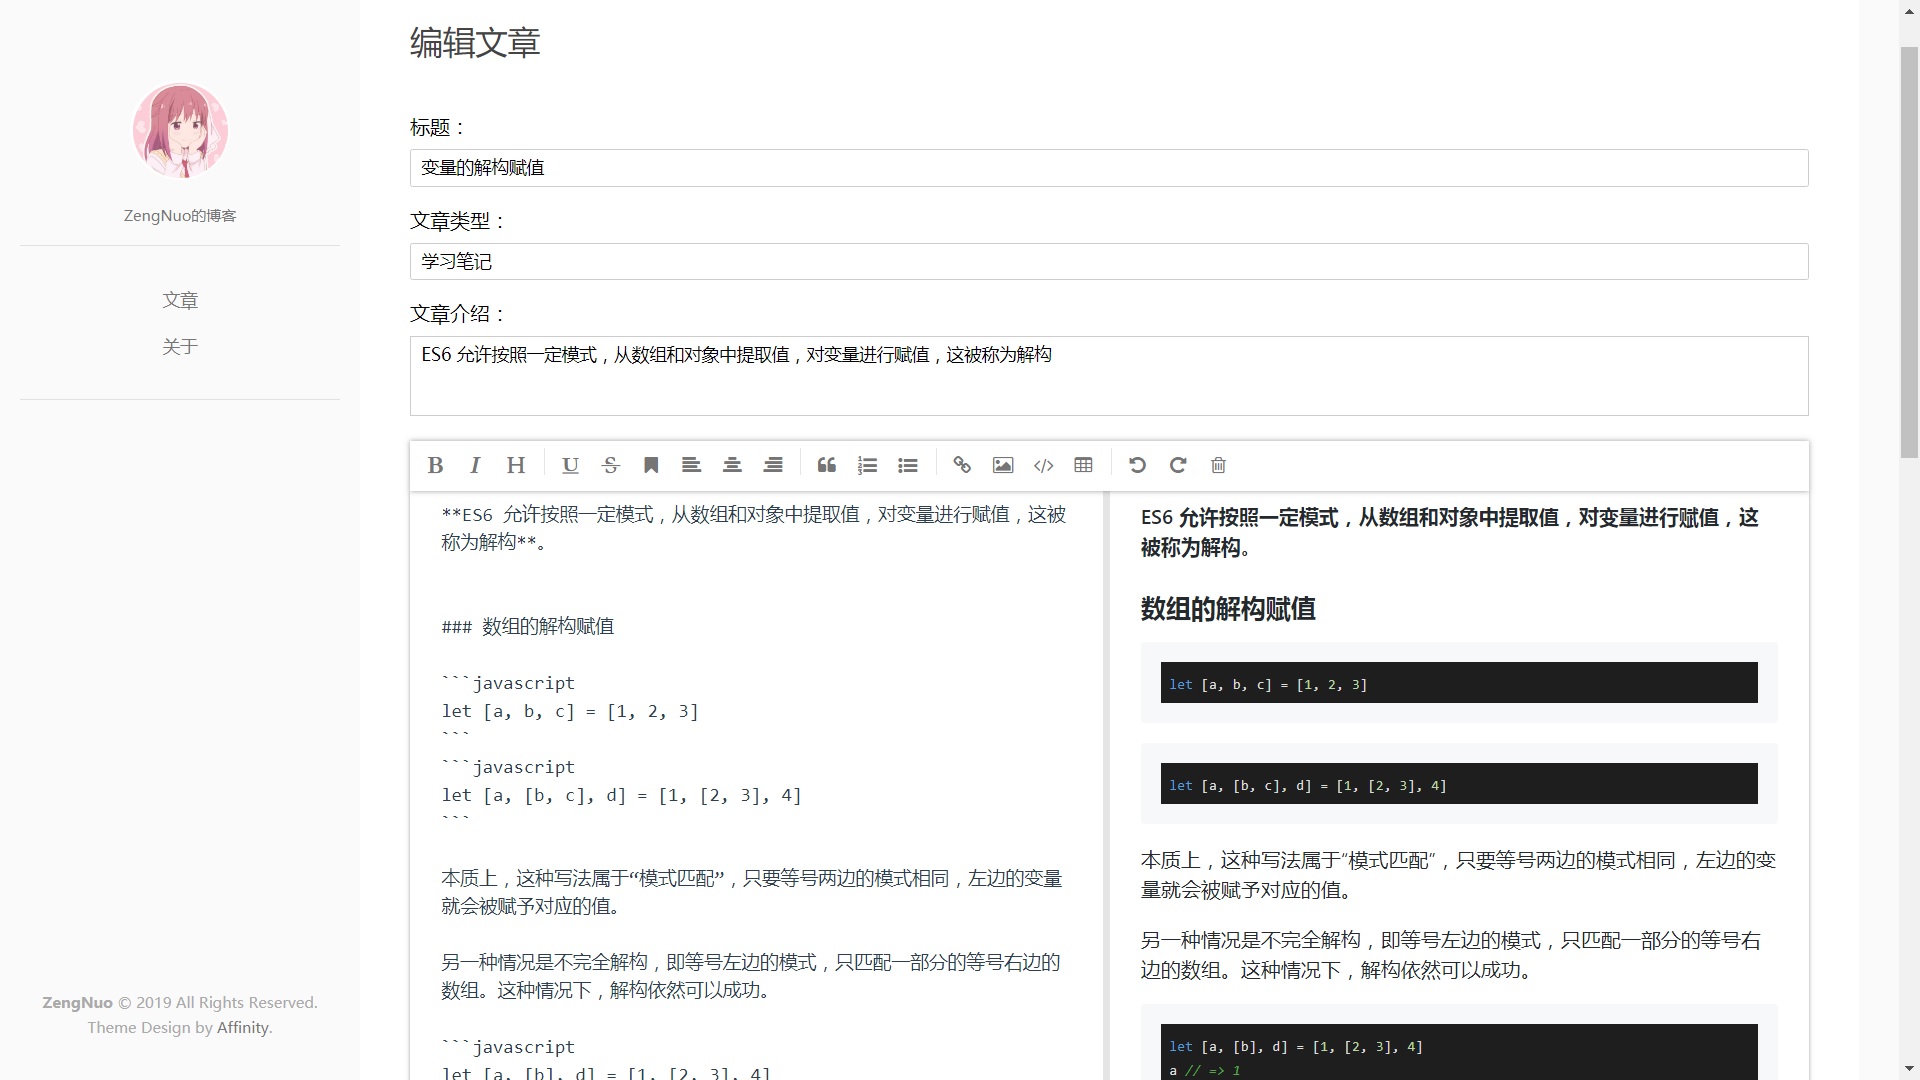 ZengNuo的博客
文章
关于
ZengNuo © 2019 All Rights Reserved.
Theme Design by Affinity.
编辑文章
标题：
变量的解构赋值
文章类型：
学习笔记
文章介绍：
ES6 允许按照一定模式，从数组和对象中提取值，对变量进行赋值，这被称为解构
**ES6 允许按照一定模式，从数组和对象中提取值，对变量进行赋值，这被
称为解构**。
### 数组的解构赋值
```javascript
let [a, b, c] = [1, 2, 3]
```
```javascript
let [a, [b, c], d] = [1, [2, 3], 4]
```
本质上，这种写法属于“模式匹配”，只要等号两边的模式相同，左边的变量
就会被赋予对应的值。
另一种情况是不完全解构，即等号左边的模式，只匹配一部分的等号右边的
数组。这种情况下，解构依然可以成功。
```javascript
let [a, [b], d] = [1, [2, 3], 4]
ES6 允许按照一定模式，从数组和对象中提取值，对变量进行赋值，这
被称为解构。
数组的解构赋值
let [a, b, c] = [1, 2, 3]
let [a, [b, c], d] = [1, [2, 3], 4]
本质上，这种写法属于“模式匹配”，只要等号两边的模式相同，左边的变
量就会被赋予对应的值。
另一种情况是不完全解构，即等号左边的模式，只匹配一部分的等号右
边的数组。这种情况下，解构依然可以成功。
let [a, [b], d] = [1, [2, 3], 4]
a // => 1